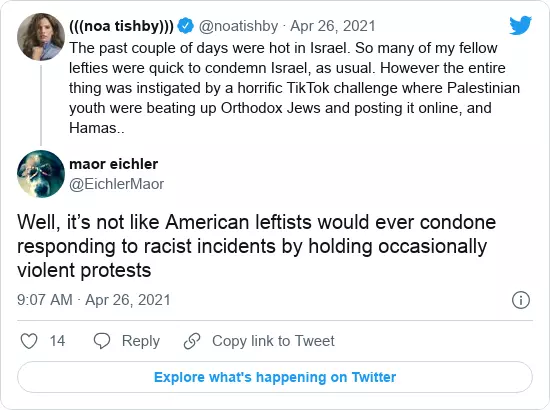 (((noa tishby))) @noatishby · Apr 26, 2021
The past couple of days were hot in Israel. So many of my fellow
lefties were quick to condemn Israel, as usual. However the entire
thing was instigated by a horrific TikTok challenge where Palestinian
youth were beating up Orthodox Jews and posting it online, and
Hamas..
maor eichler
@EichlerMaor
Well, it’s not like American leftists would ever condone
responding to racist incidents by holding occasionally
violent protests
9:07 AM · Apr 26, 2021
14 Reply Copy link to Tweet
Explore what's happening on Twitter